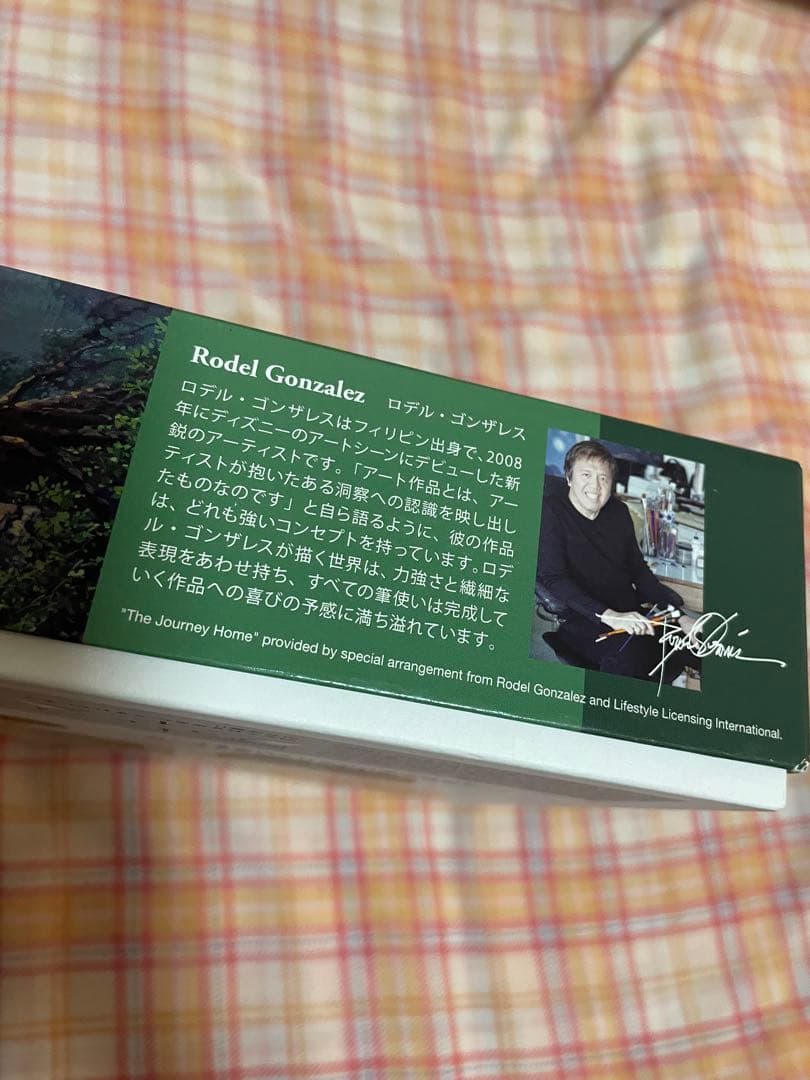 Rodel Gonzalez ロデル・ゴンザレス
ロデル・ゴンザレスはフィリピン出身で、2008
年にディズニーのアートシーンにデビューした新
鋭のアーティストです。「アート作品とは、アー
ティストが抱いたある洞察への認識を映し出し
たものなのです」と自ら語るように、彼の作品
は、どれも強いコンセプトを持っています。ロデ
ル・ゴンザレスが描く世界は、力強さと繊細な
表現をあわせ持ち、すべての筆使いは完成して
いく作品への喜びの予感に満ち溢れています。
"The Journey Home" provided by special arrangement from Rodel Gonzalez and Lifestyle Licensing International.